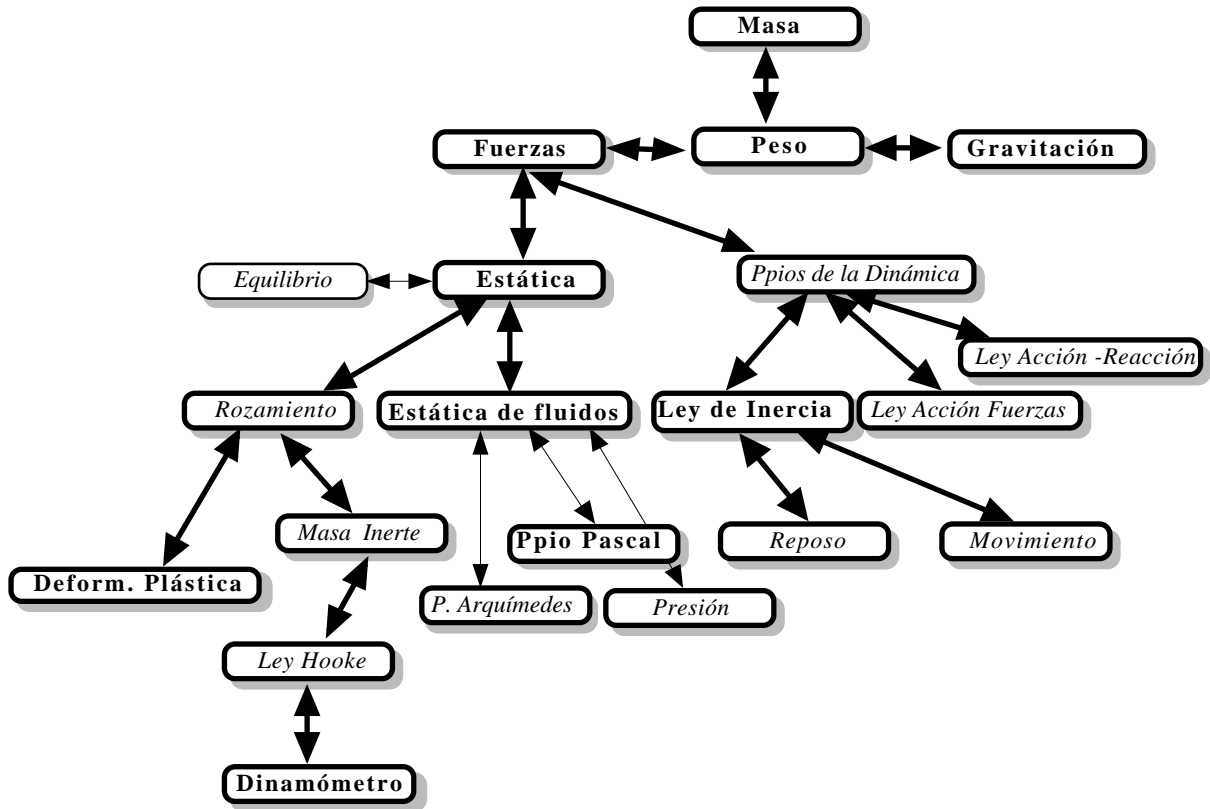 Masa
Fuerzas
Peso
Gravitación
Equilibrio
Estática
Ppios de la Dinámica
Ley Acción -Reacción
Rozamiento
Estática de fluidos
Ley de Inercia
Ley Acción Fuerzas
Masa Inerte
Ppio Pascal
Reposo
Movimiento
Deform. Plástica
P. Arquímedes
Presión
Ley Hooke
Dinamómetro